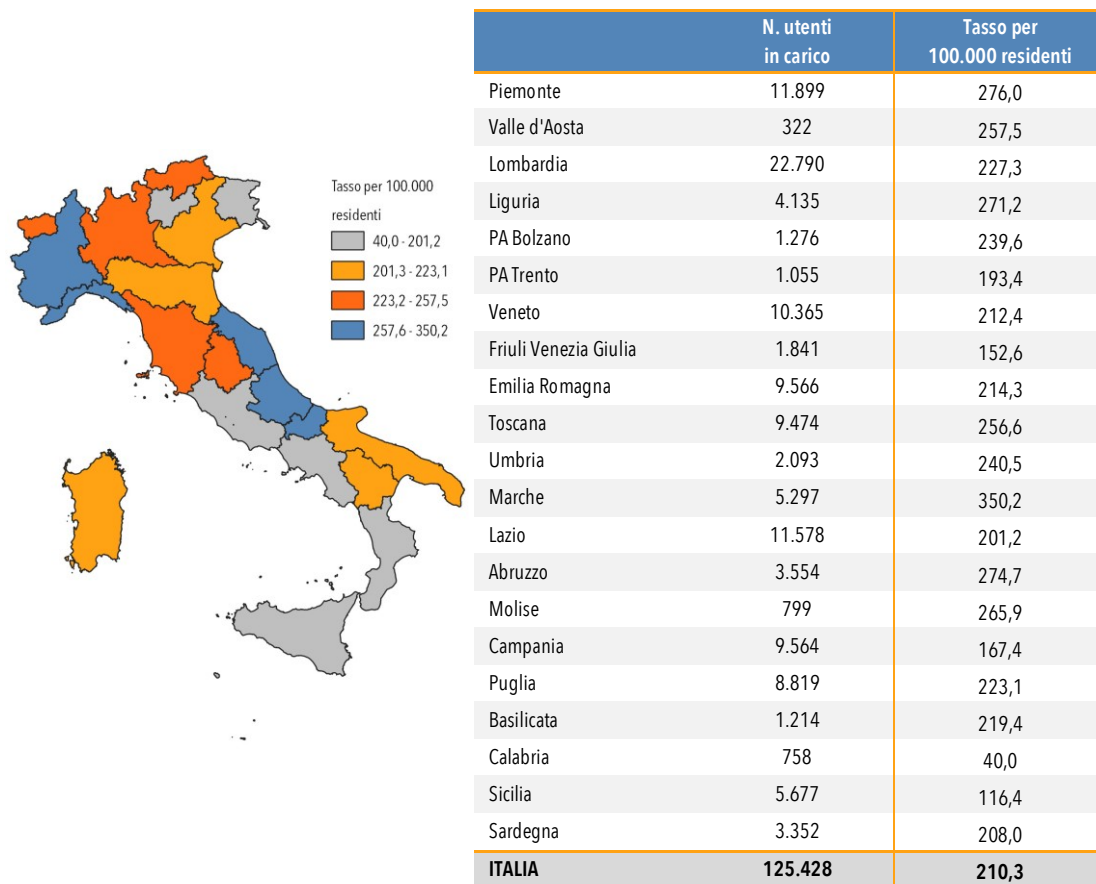 Tasso per 100.000
residenti
40,0 - 201,2
201,3 - 223,1
223,2 - 257,5
257,6 - 350,2
N. utenti in carico Tasso per 100.000 residenti
Piemonte 11.899 276,0
Valle d'Aosta 322 257,5
Lombardia 22.790 227,3
Liguria 4.135 271,2
PA Bolzano 1.276 239,6
PA Trento 1.055 193,4
Veneto 10.365 212,4
Friuli Venezia Giulia 1.841 152,6
Emilia Romagna 9.566 214,3
Toscana 9.474 256,6
Umbria 2.093 240,5
Marche 5.297 350,2
Lazio 11.578 201,2
Abruzzo 3.554 274,7
Molise 799 265,9
Campania 9.564 167,4
Puglia 8.819 223,1
Basilicata 1.214 219,4
Calabria 758 40,0
Sicilia 5.677 116,4
Sardegna 3.352 208,0
ITALIA 125.428 210,3